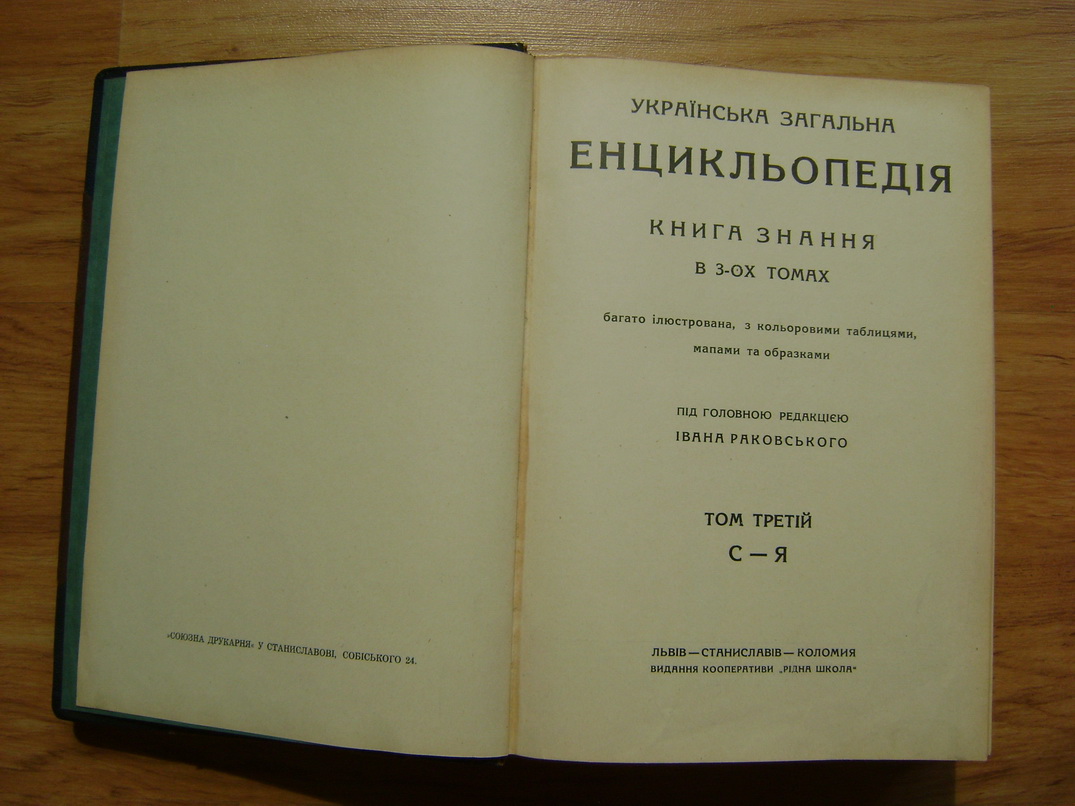 «СОЮЗНА ДРУКАРНЯ» У СТАНИСЛАВОВІ, СОБІСЬКОГО 24.
УКРАЇНСЬКА ЗАГАЛЬНА
ЕНЦИКЛЬОПЕДІЯ
КНИГА ЗНАННЯ
В 3-ОХ ТОМАХ
багато ілюстрована, з кольоровими таблицями,
мапами та образками
ПІД ГОЛОВНОЮ РЕДАКЦІЄЮ
ІВАНА РАКОВСЬКОГО
ТОМ ТРЕТІЙ
С — Я
ЛЬВІВ — СТАНИСЛАВІВ — КОЛОМИЯ
ВИДАННЯ КООПЕРАТИВИ „РІДНА ШКОЛА"